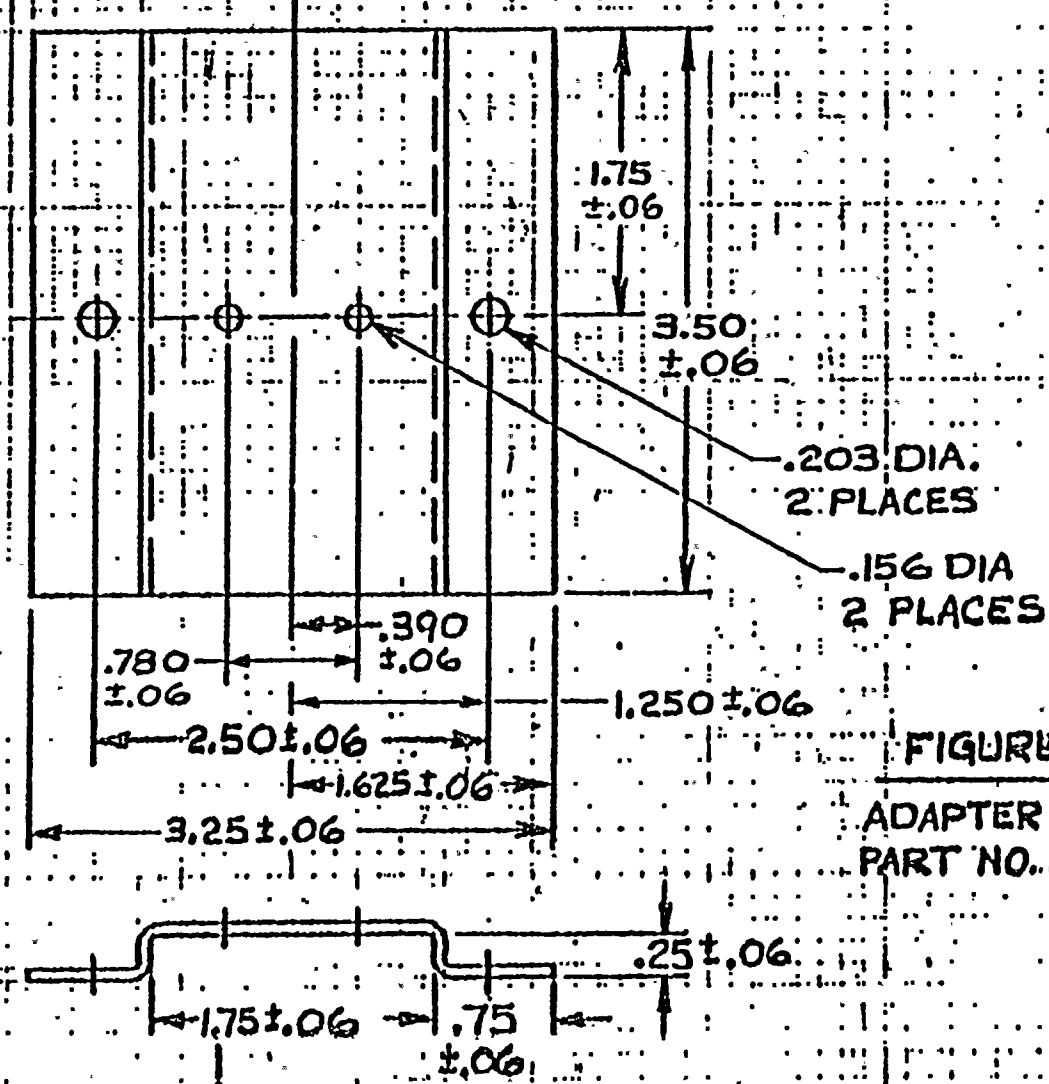 1.75
±.06
3.50
±.06
.203 DIA.
2 PLACES
.156 DIA
2 PLACES
.390
±.06
.780
±.06
1.250 ±.06
2.50±.06
1.625±.06
3.25±.06
FIGURE
ADAPTER
PART NO.
.25±.06
1.75±.06
.75
±.06